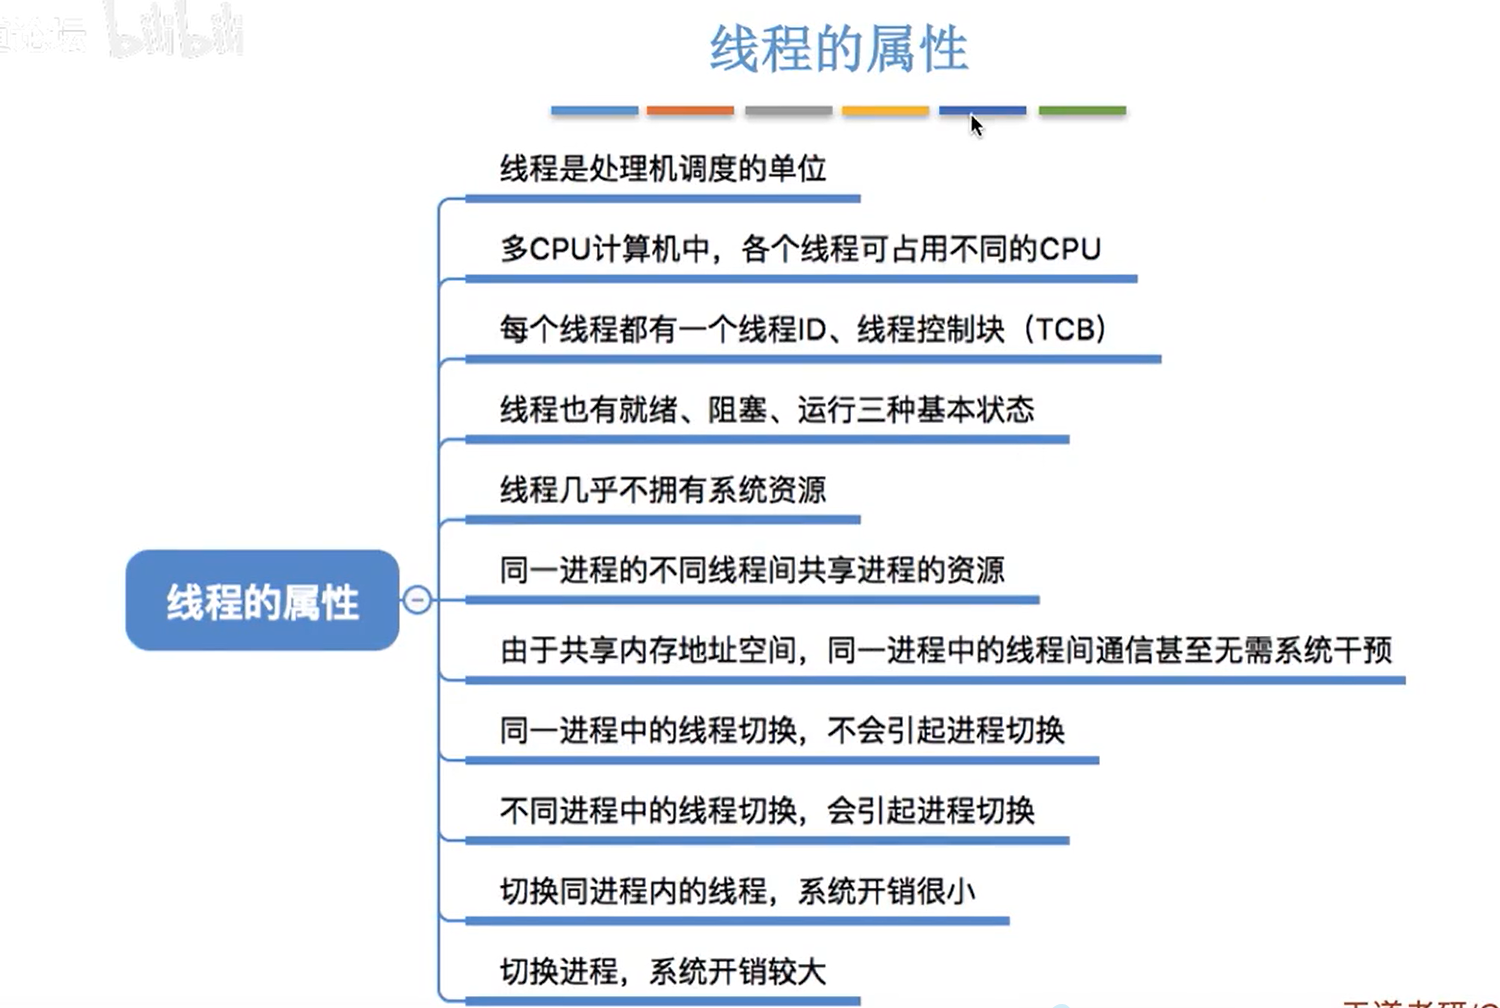 bilibili
线程的属性
线程是处理机调度的单位
多CPU计算机中，各个线程可占用不同的CPU
每个线程都有一个线程ID、线程控制块（TCB）
线程也有就绪、阻塞、运行三种基本状态
线程几乎不拥有系统资源
同一进程的不同线程间共享进程的资源
由于共享内存地址空间，同一进程中的线程间通信甚至无需系统干预
同一进程中的线程切换，不会引起进程切换
不同进程中的线程切换，会引起进程切换
切换同进程内的线程，系统开销很小
切换进程，系统开销较大
线程的属性